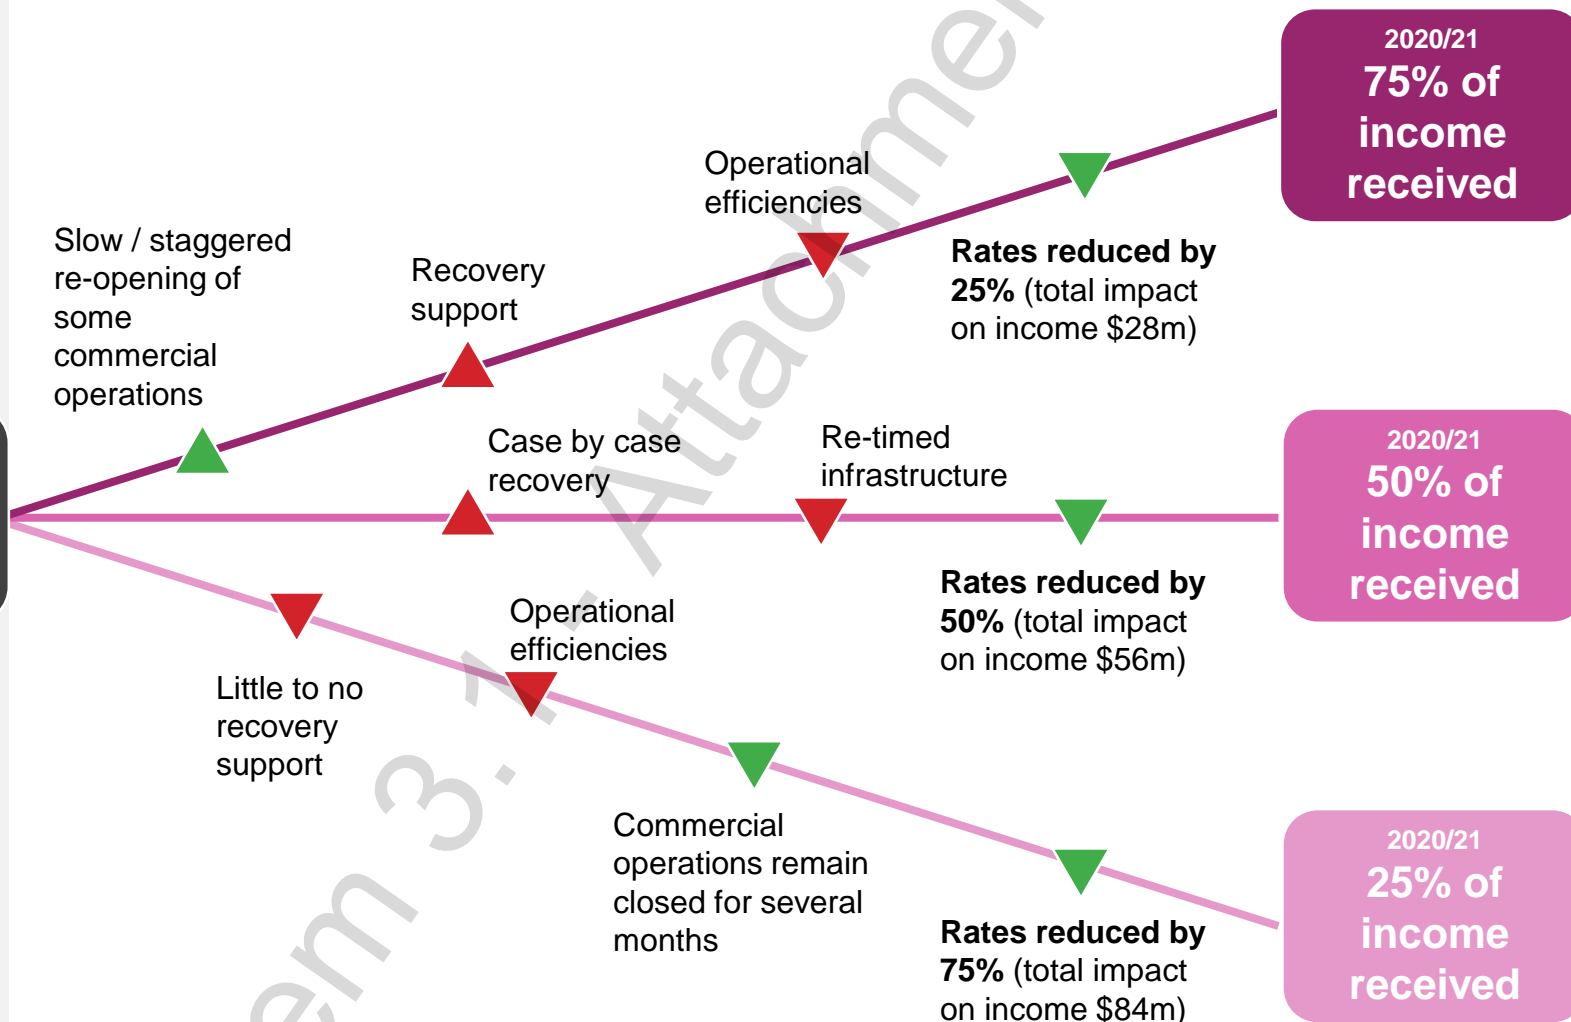 2020/21
75% of
income
received
Operational
efficiencies
Slow / staggered
re-opening of
some
commercial
operations
Recovery
support
Rates reduced by
25% (total impact
on income $28m)
Case by case
recovery
Re-timed
infrastructure
2020/21
50% of
income
received
Rates reduced by
50% (total impact
on income $56m)
Operational
efficiencies
Little to no
recovery
support
Commercial
operations remain
closed for several
months
2020/21
25% of
income
received
Rates reduced by
75% (total impact
on income $84m)
em 3.1 - Attachmen